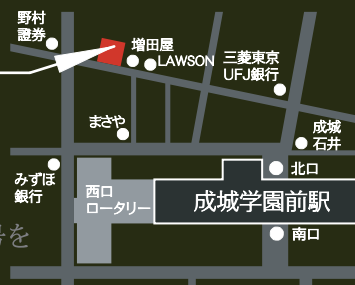 野村
證券
増田屋
LAWSON
三菱東京
UFJ銀行
まさや
成城
石井
みずほ
銀行
西口
ロータリー
北口
成城学園前駅
南口
を